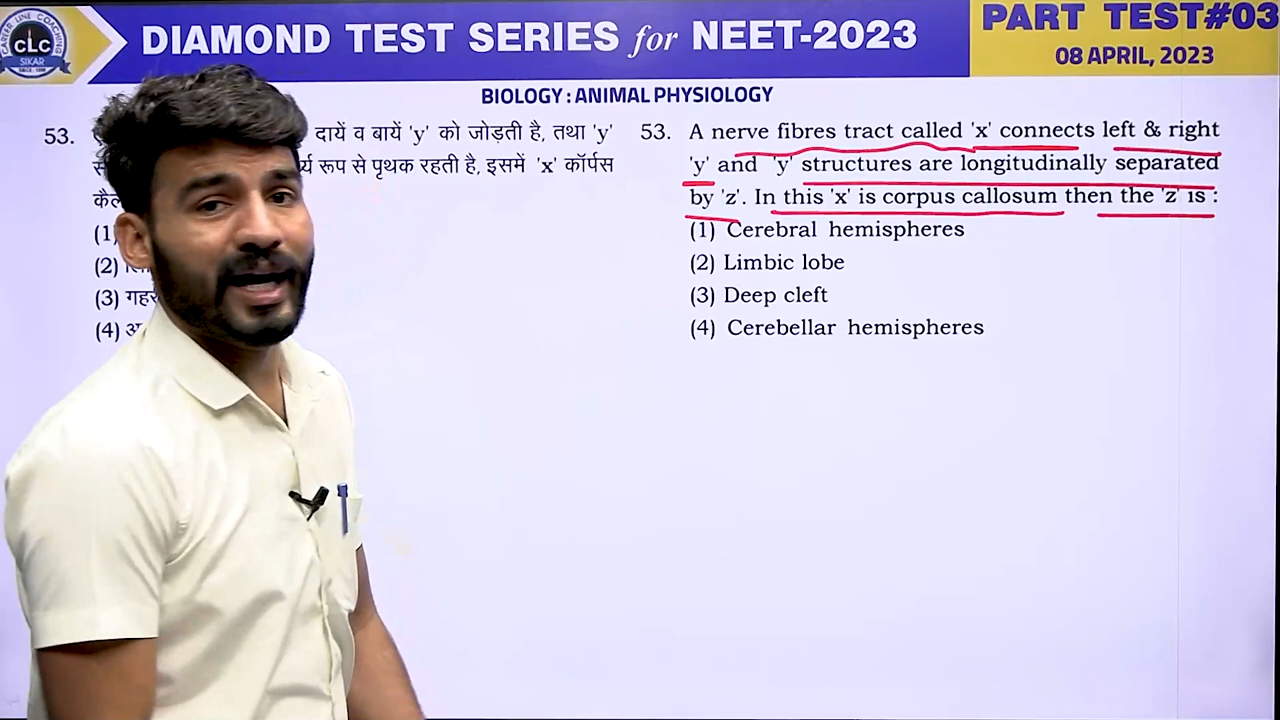 CAREER LINE COACHING
CLC
SIKAR
DIAMOND TEST SERIES for NEET-2023
PART TEST#03
08 APRIL, 2023
BIOLOGY : ANIMAL PHYSIOLOGY
53. दायें व बायें 'y' को जोड़ती है, तथा 'y'
रूप से पृथक रहती है, इसमें 'x' कॉर्पस
(1)
(2)
(3)
(4)
53. A nerve fibres tract called 'x' connects left & right
'y' and 'y' structures are longitudinally separated
by 'z'. In this 'x' is corpus callosum then the 'z' is :
(1) Cerebral hemispheres
(2) Limbic lobe
(3) Deep cleft
(4) Cerebellar hemispheres